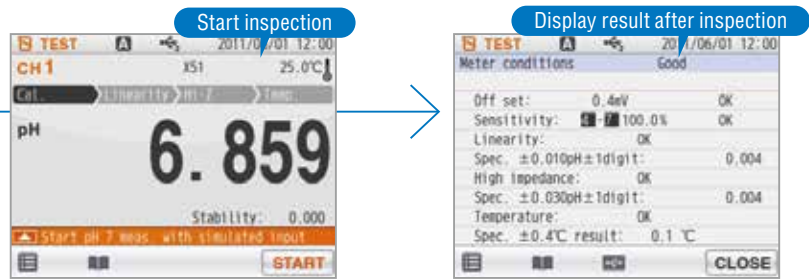 Start inspection
TEST A 2011/06/01 12:00
CH1 X51 25.0℃
Cal. Linearity Hi-Z Temp.
pH
6.859
Stability: 0.000
Start pH 7 meas. with simulated input
START
Display result after inspection
TEST A 2011/06/01 12:00
Meter conditions Good
Off set: 0.4mV OK
Sensitivity: 4-7 100.0% OK
Linearity: OK
Spec. ±0.010pH±1digit: 0.004
High impedance: OK
Spec. ±0.030pH±1digit: 0.004
Temperature: OK
Spec. ±0.4℃ result: 0.1 ℃
CLOSE